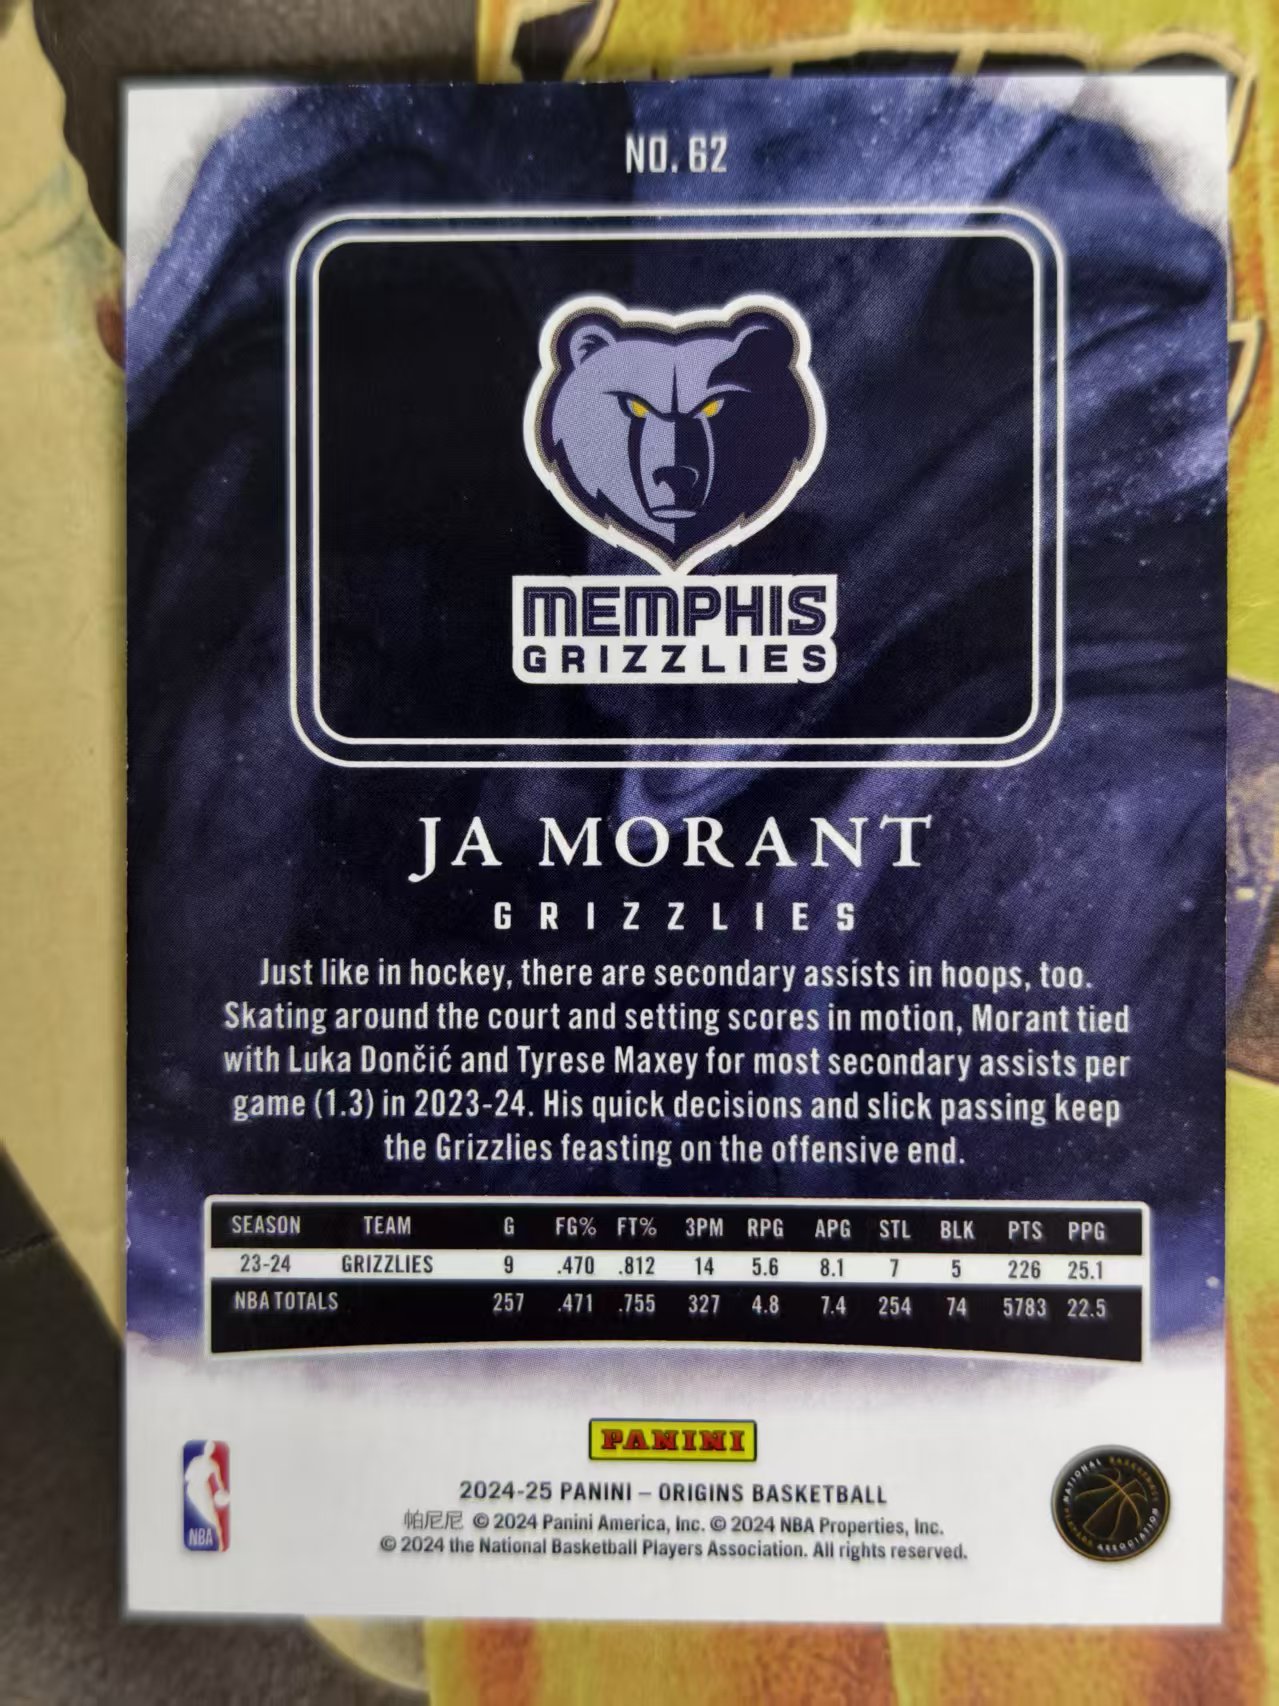 NO. 62
MEMPHIS
GRIZZLIES
JA MORANT
GRIZZLIES
Just like in hockey, there are secondary assists in hoops, too.
Skating around the court and setting scores in motion, Morant tied
with Luka Dončić and Tyrese Maxey for most secondary assists per
game (1.3) in 2023-24. His quick decisions and slick passing keep
the Grizzlies feasting on the offensive end.
SEASON TEAM G FG% FT% 3PM RPG APG STL BLK PTS PPG
23-24 GRIZZLIES 9 .470 .812 14 5.6 8.1 7 5 226 25.1
NBA TOTALS 257 .471 .755 327 4.8 7.4 254 74 5783 22.5
PANINI
2024-25 PANINI – ORIGINS BASKETBALL
帕尼尼 © 2024 Panini America, Inc. © 2024 NBA Properties, Inc.
© 2024 the National Basketball Players Association. All rights reserved.
NBA
NATIONAL BASKETBALL PLAYERS ASSOCIATION